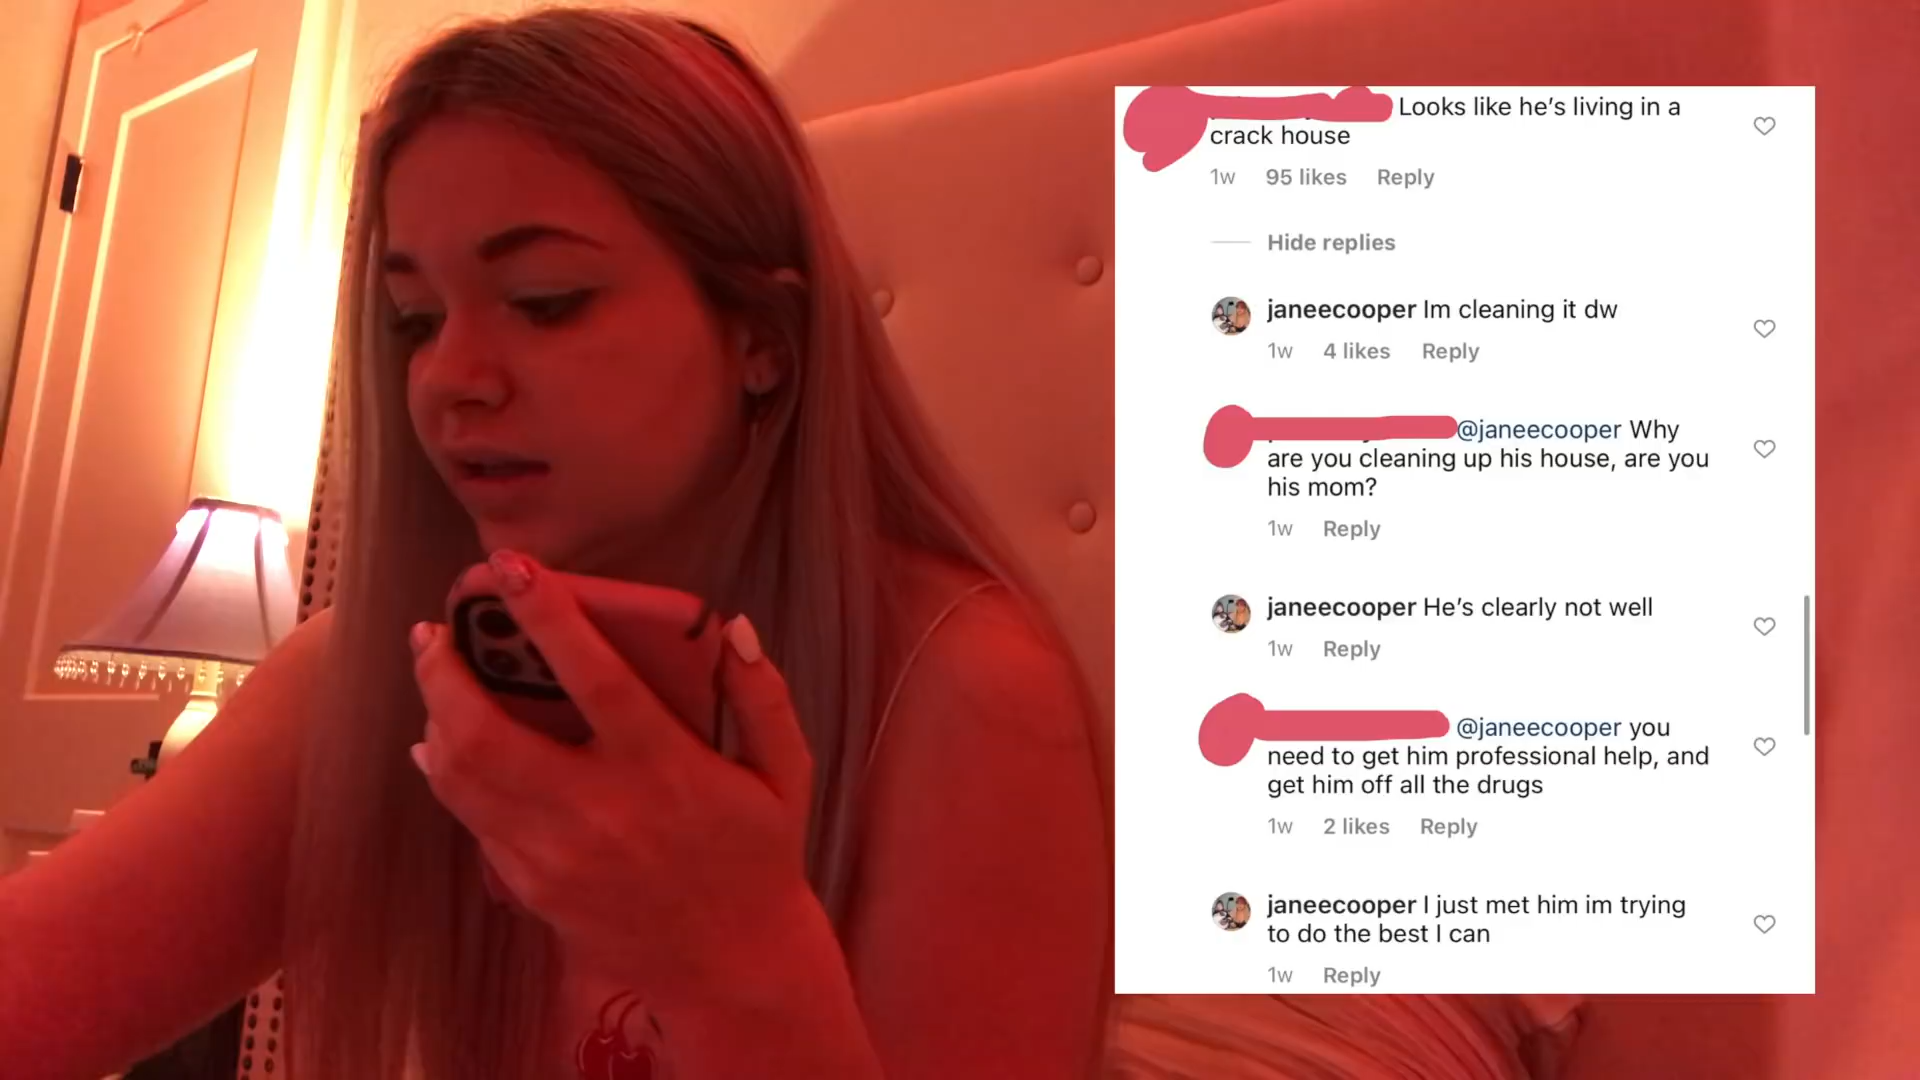 Looks like he's living in a
crack house
1w 95 likes Reply
Hide replies
janeecooper Im cleaning it dw
1w 4 likes Reply
@janeecooper Why
are you cleaning up his house, are you
his mom?
1w Reply
janeecooper He's clearly not well
1w Reply
@janeecooper you
need to get him professional help, and
get him off all the drugs
1w 2 likes Reply
janeecooper I just met him im trying
to do the best I can
1w Reply